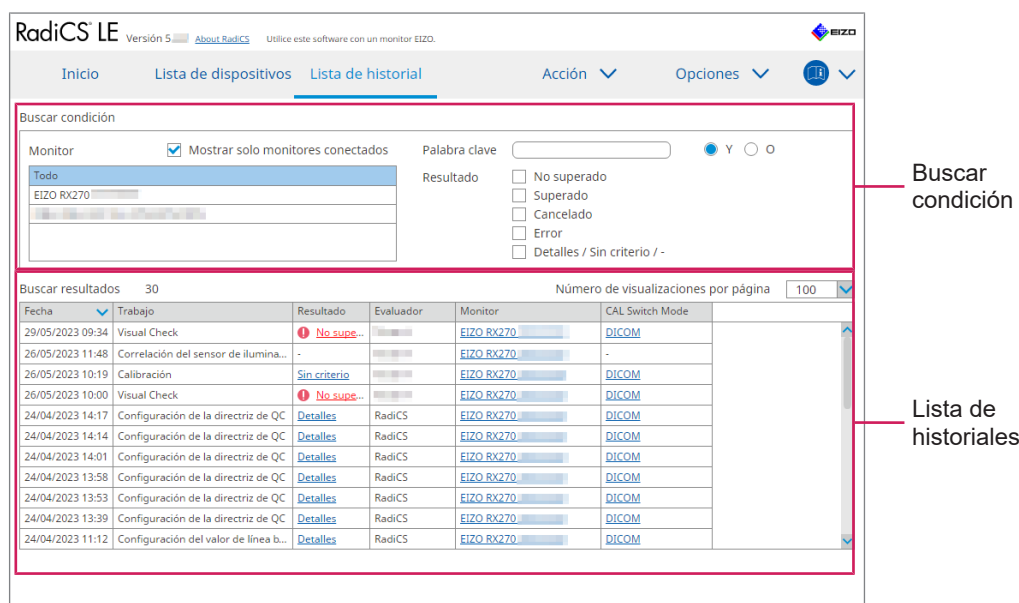 RadiCS® LE Versión 5. About RadiCS Utilice este software con un monitor EIZO. EIZO
Inicio Lista de dispositivos Lista de historial Acción Opciones
Buscar condición
Monitor Mostrar solo monitores conectados Palabra clave Y O
Todo
EIZO RX270
Resultado No superado
Superado
Cancelado
Error
Detalles / Sin criterio / -
Buscar condición
Buscar resultados 30 Número de visualizaciones por página 100
Fecha Trabajo Resultado Evaluador Monitor CAL Switch Mode
29/05/2023 09:34 Visual Check No supe... EIZO RX270 DICOM
26/05/2023 11:48 Correlación del sensor de ilumina... - EIZO RX270 -
26/05/2023 10:19 Calibración Sin criterio EIZO RX270 DICOM
26/05/2023 10:00 Visual Check No supe... EIZO RX270 DICOM
24/04/2023 14:17 Configuración de la directriz de QC Detalles RadiCS EIZO RX270 DICOM
24/04/2023 14:14 Configuración de la directriz de QC Detalles RadiCS EIZO RX270 DICOM
24/04/2023 14:01 Configuración de la directriz de QC Detalles RadiCS EIZO RX270 DICOM
24/04/2023 13:58 Configuración de la directriz de QC Detalles RadiCS EIZO RX270 DICOM
24/04/2023 13:53 Configuración de la directriz de QC Detalles RadiCS EIZO RX270 DICOM
24/04/2023 13:39 Configuración de la directriz de QC Detalles RadiCS EIZO RX270 DICOM
24/04/2023 11:12 Configuración del valor de línea b... Detalles RadiCS EIZO RX270 DICOM
Lista de
historiales